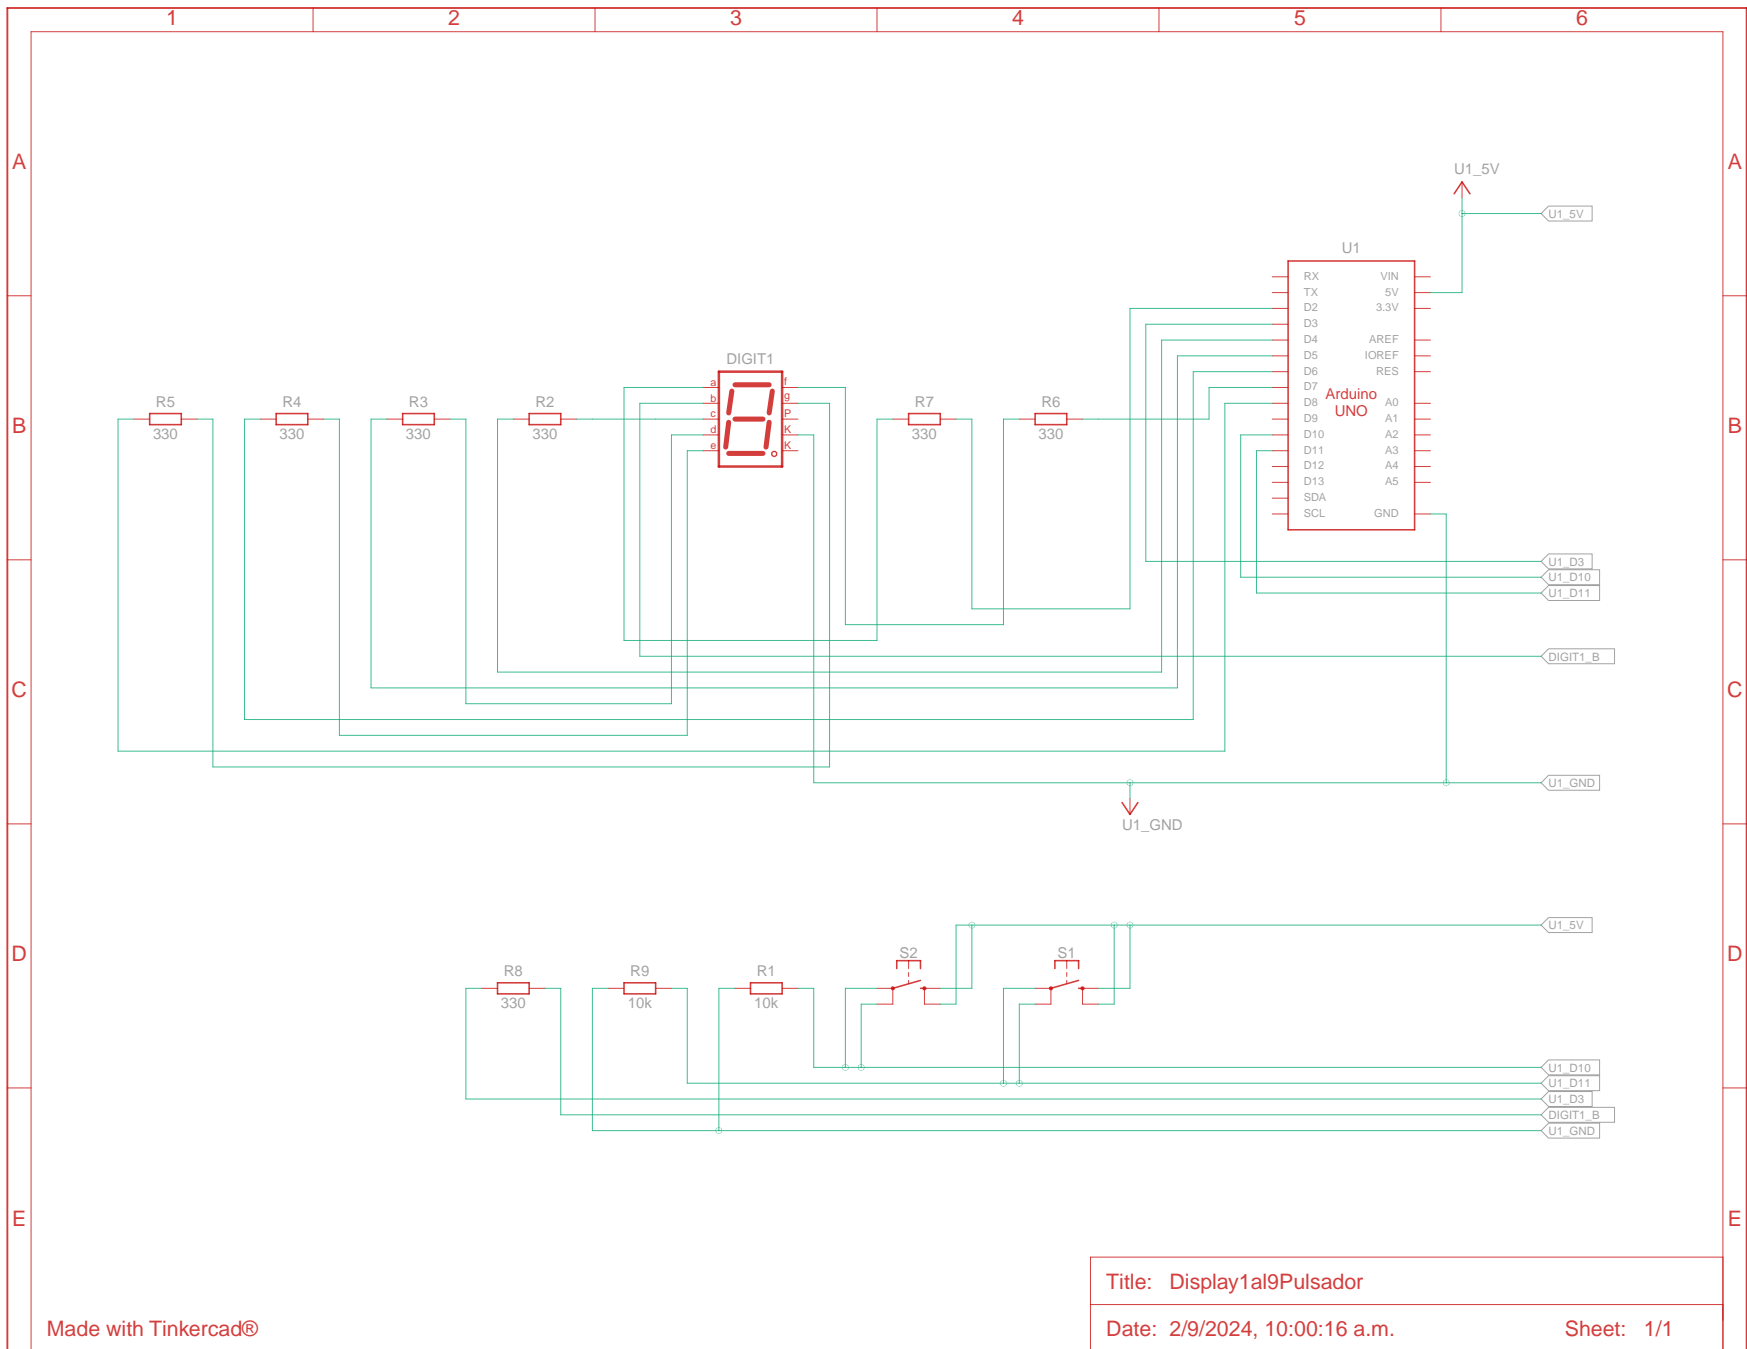 1 2 3 4 5 6
A A
U1_5V
U1_5V
U1
RX VIN
TX 5V
D2 3.3V
D3
D4 AREF
D5 IOREF
D6 RES
D7
D8 A0
D9 A1
D10 A2
D11 A3
D12 A4
D13 A5
SDA
SCL GND
Arduino
UNO
DIGIT1
a f
b g
c P
d K
e K
B B
R5 R4 R3 R2 R7 R6
330 330 330 330 330 330
U1_D3
U1_D10
U1_D11
DIGIT1_B
C C
U1_GND
U1_GND
U1_5V
D D
S2 S1
R8 R9 R1
330 10k 10k
U1_D10
U1_D11
U1_D3
DIGIT1_B
U1_GND
E E
Title: Display1al9Pulsador
Made with Tinkercad®
Date: 2/9/2024, 10:00:16 a.m. Sheet: 1/1